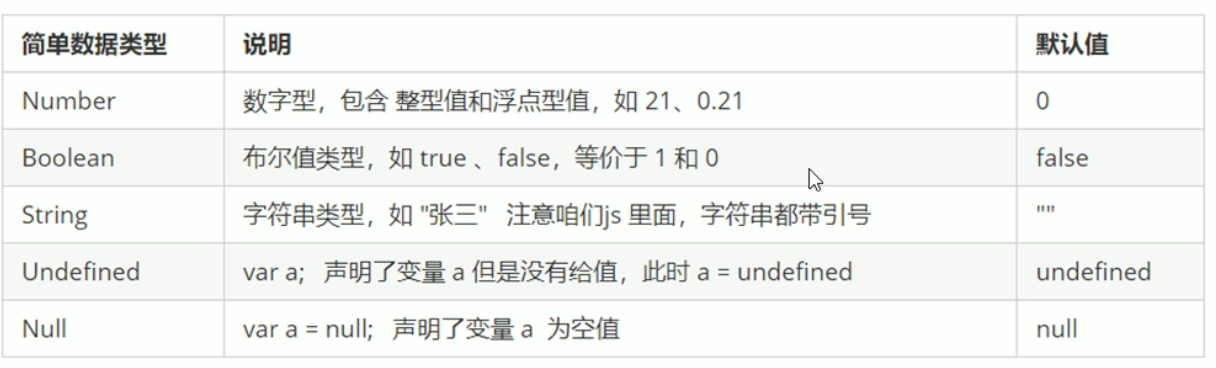 简单数据类型 说明 默认值
Number 数字型，包含 整型值和浮点型值，如 21、0.21 0
Boolean 布尔值类型，如 true 、false，等价于 1 和 0 false
String 字符串类型，如 "张三" 注意咱们js 里面，字符串都带引号 ""
Undefined var a; 声明了变量 a 但是没有给值，此时 a = undefined undefined
Null var a = null; 声明了变量 a 为空值 null